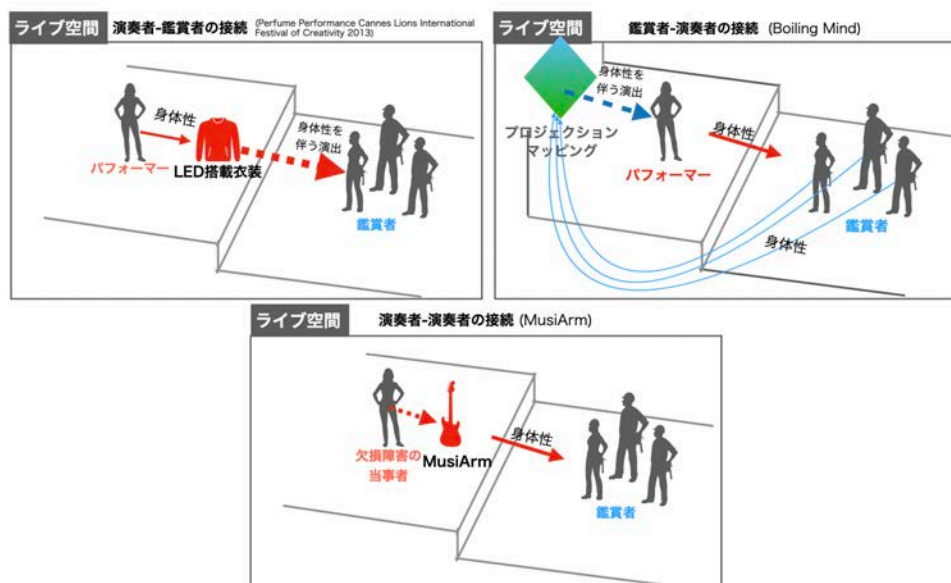 ライブ空間
演奏者-鑑賞者の接続 (Perfume Performance Cannes Lions International
Festival of Creativity 2013)
身体性
パフォーマー
LED搭載衣装
身体性を
伴う演出
鑑賞者
ライブ空間
鑑賞者-演奏者の接続 (Boiling Mind)
身体性を
伴う演出
プロジェクション
マッピング
身体性
パフォーマー
鑑賞者
身体性
ライブ空間
演奏者-演奏者の接続 (MusiArm)
欠損障害の
当事者
MusiArm
身体性
鑑賞者